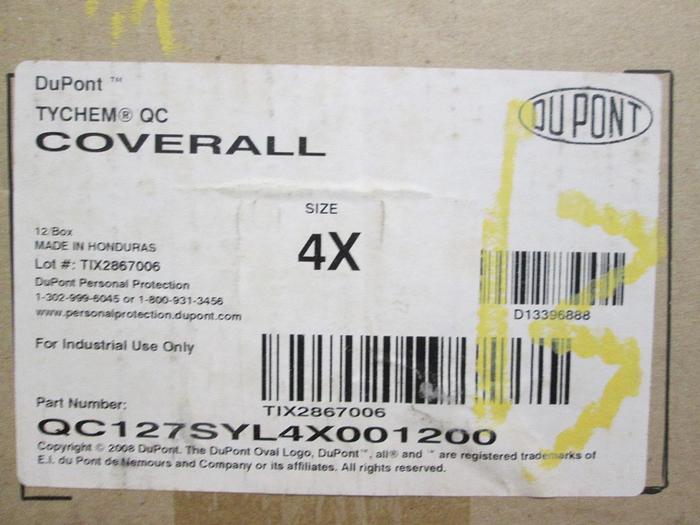 DuPont ™
TYCHEM® QC
COVERALL
DU PONT
SIZE
4X
12/Box
MADE IN HONDURAS
Lot #: TIX2867006
DuPont Personal Protection
1-302-999-6045 or 1-800-931-3456
www.personalprotection.dupont.com
D13396888
For Industrial Use Only
TIX2867006
Part Number:
QC127SYL4X001200
Copyright © 2008 DuPont. The DuPont Oval Logo, DuPont™, all® and ™ are registered trademarks of
E.I. du Pont de Nemours and Company or its affiliates. All rights reserved.